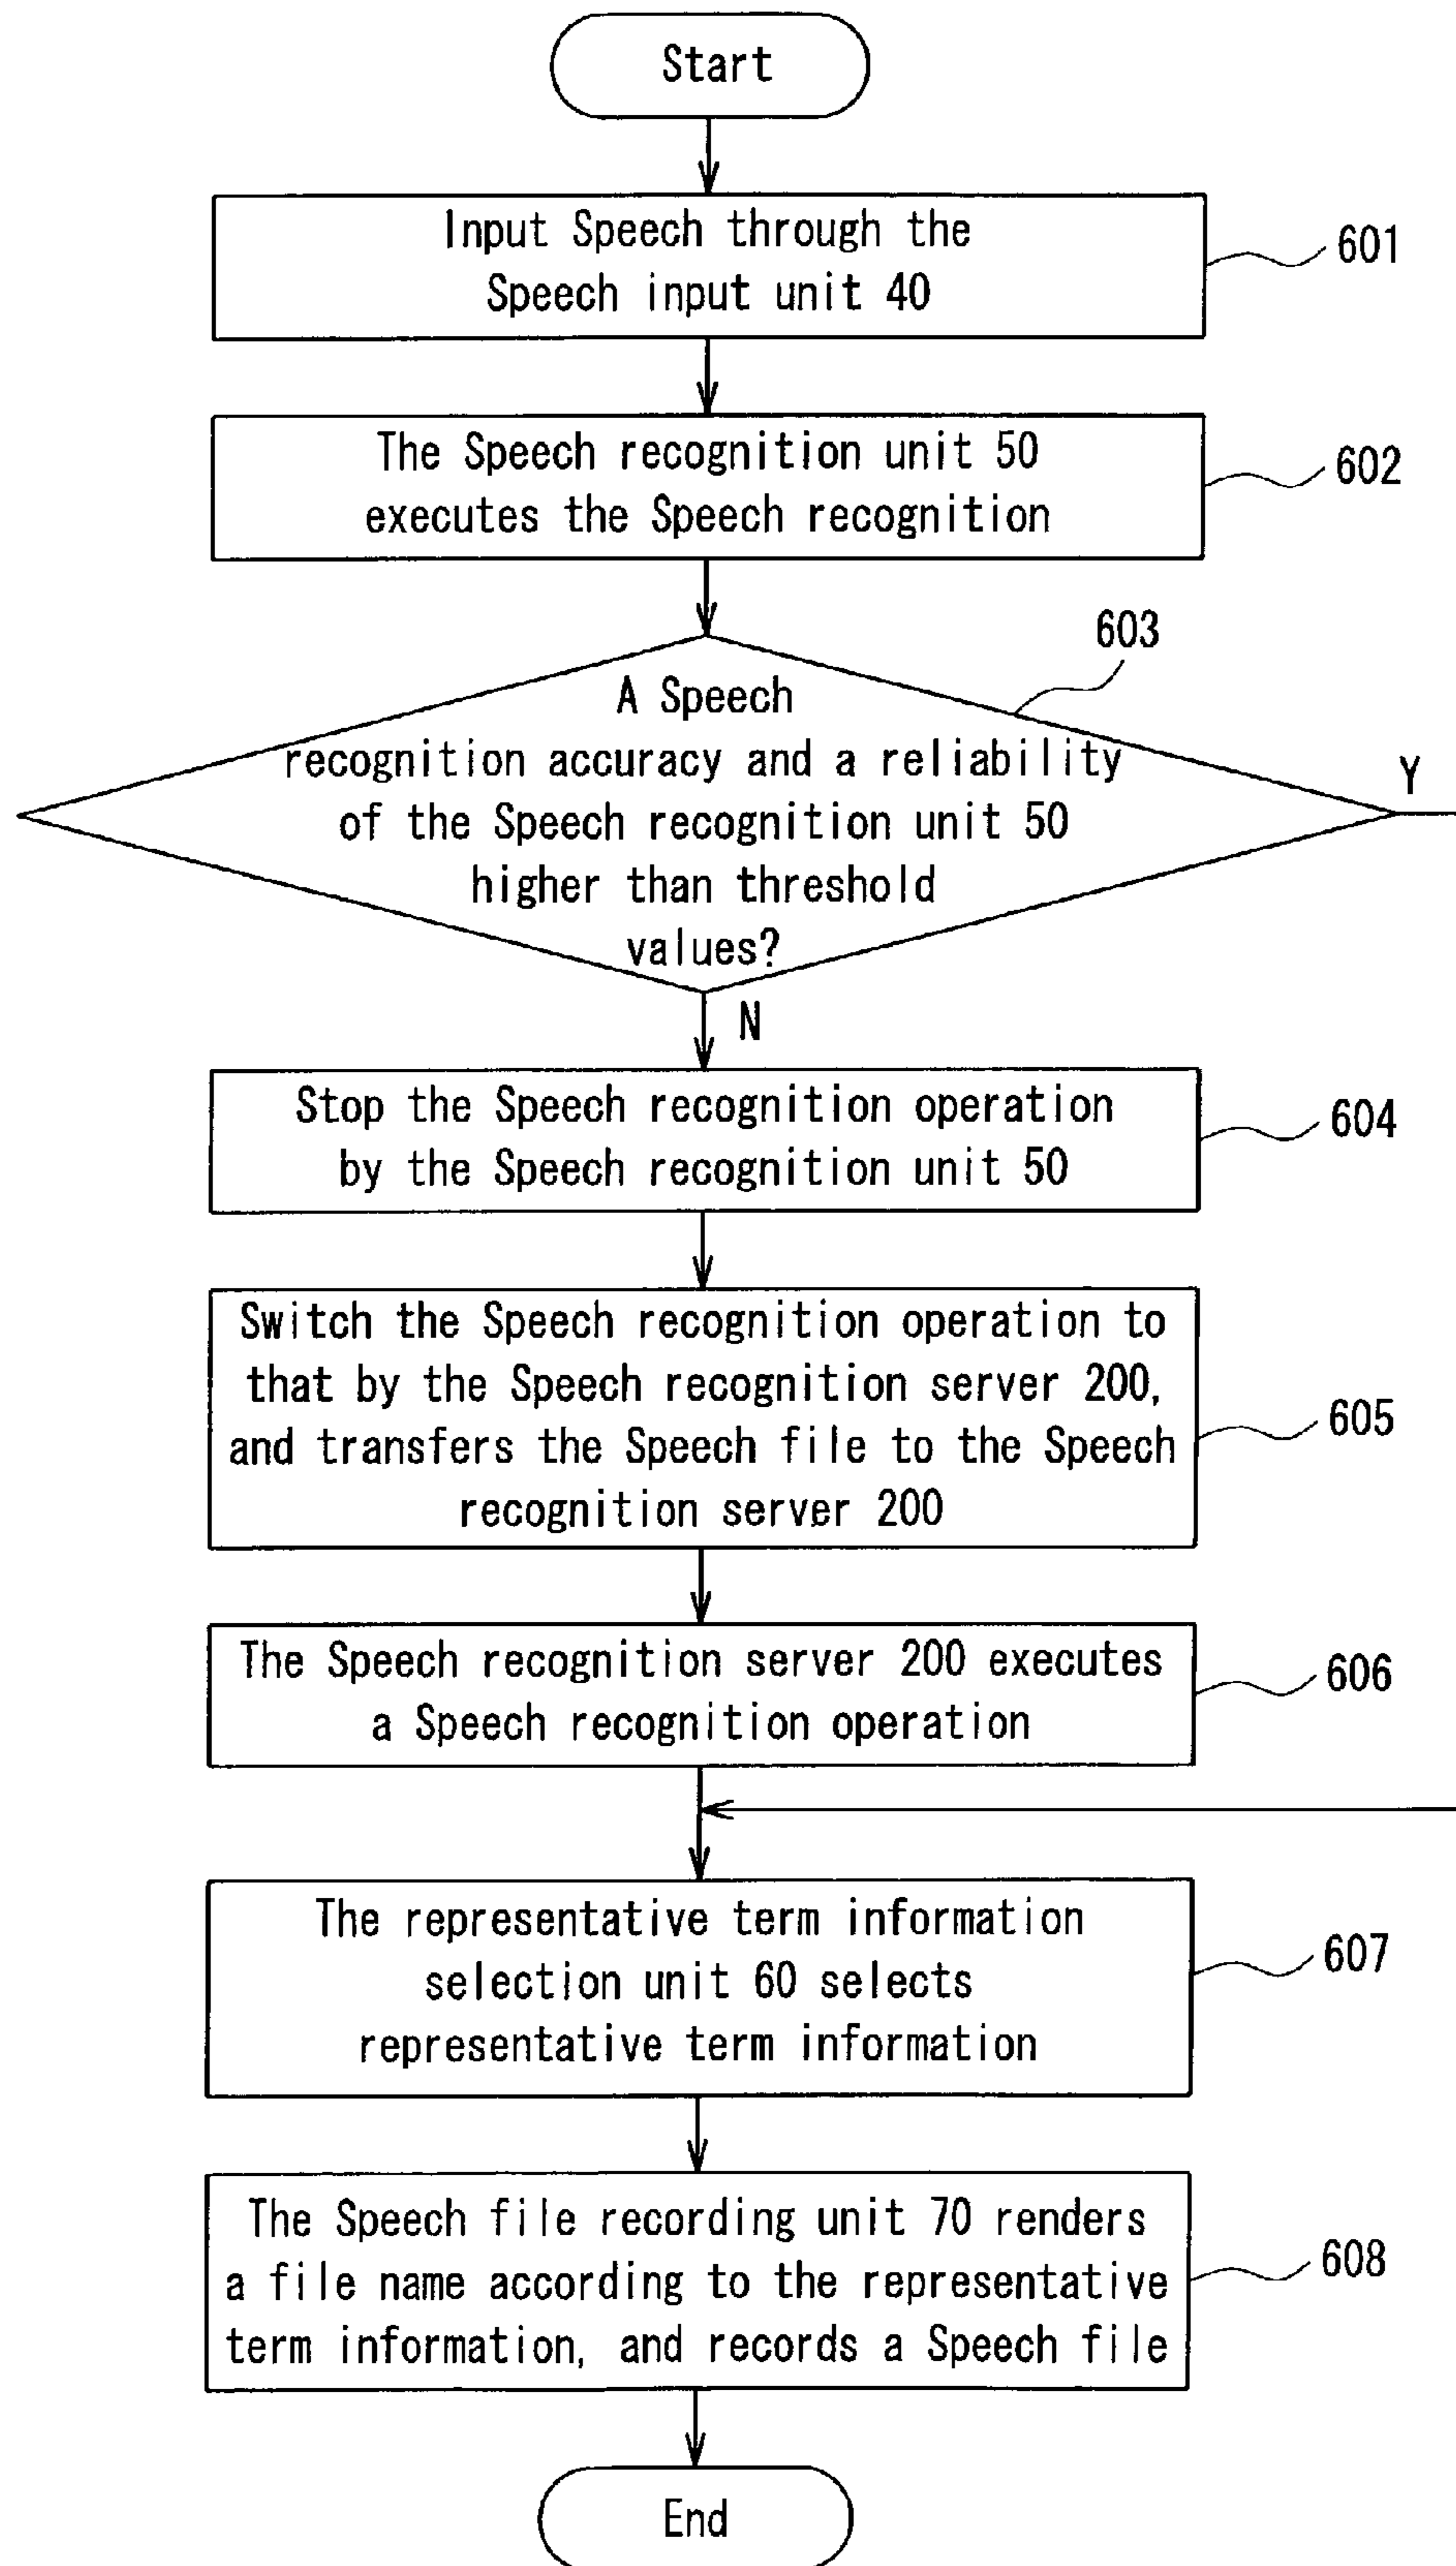 Start
Input Speech through the
Speech input unit 40
601
The Speech recognition unit 50
executes the Speech recognition
602
603
A Speech
recognition accuracy and a reliability
of the Speech recognition unit 50
higher than threshold
values?
Y
N
Stop the Speech recognition operation
by the Speech recognition unit 50
604
Switch the Speech recognition operation to
that by the Speech recognition server 200,
and transfers the Speech file to the Speech
recognition server 200
605
The Speech recognition server 200 executes
a Speech recognition operation
606
The representative term information
selection unit 60 selects
representative term information
607
The Speech file recording unit 70 renders
a file name according to the representative
term information, and records a Speech file
608
End